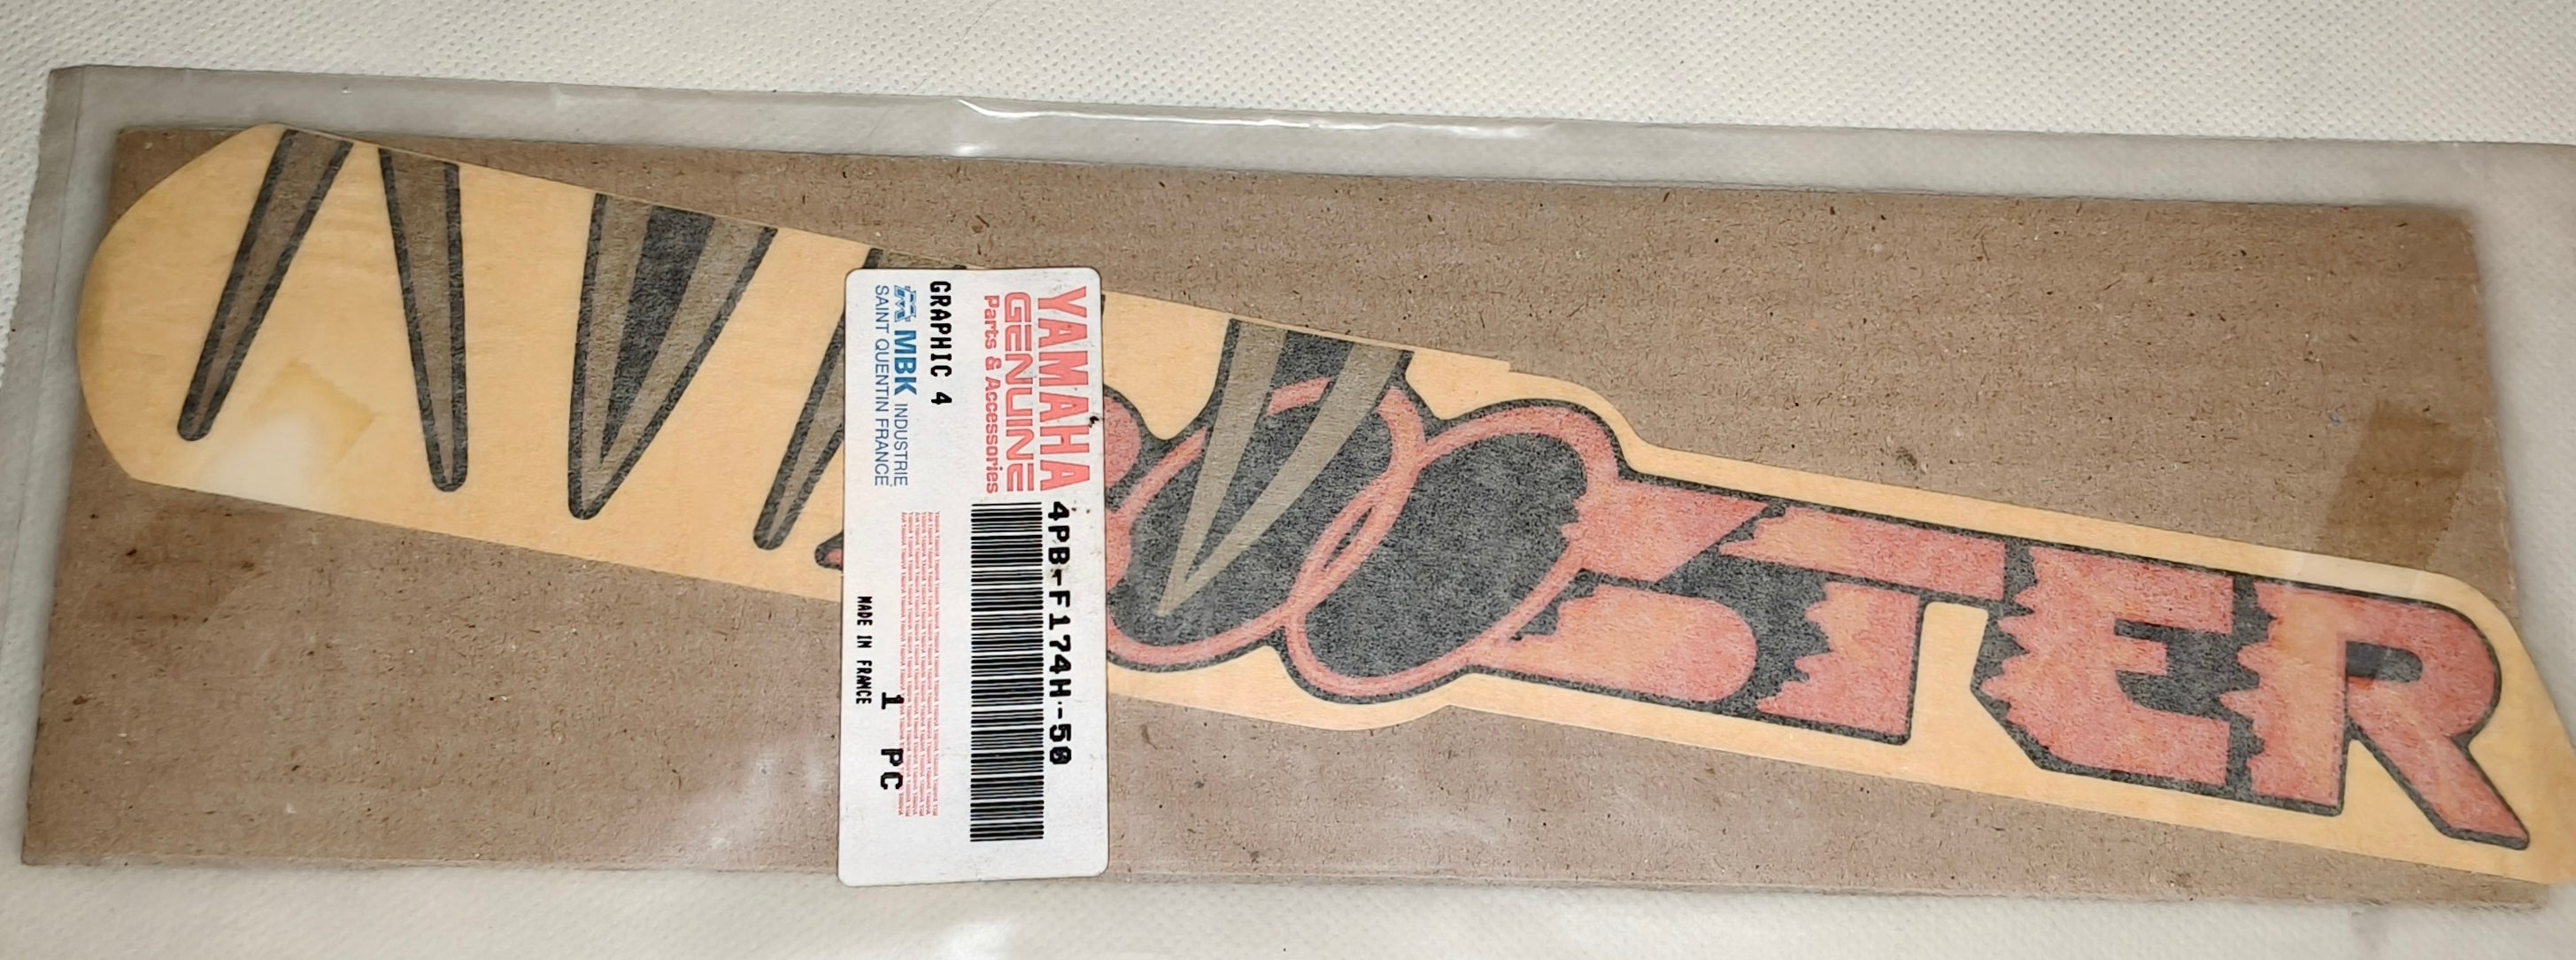 YAMAHA
GENUINE
Parts & Accessories
4PB-F174H-50
GRAPHIC 4
MBK INDUSTRIE
SAINT QUENTIN FRANCE
1 PC
MADE IN FRANCE
OOSTER